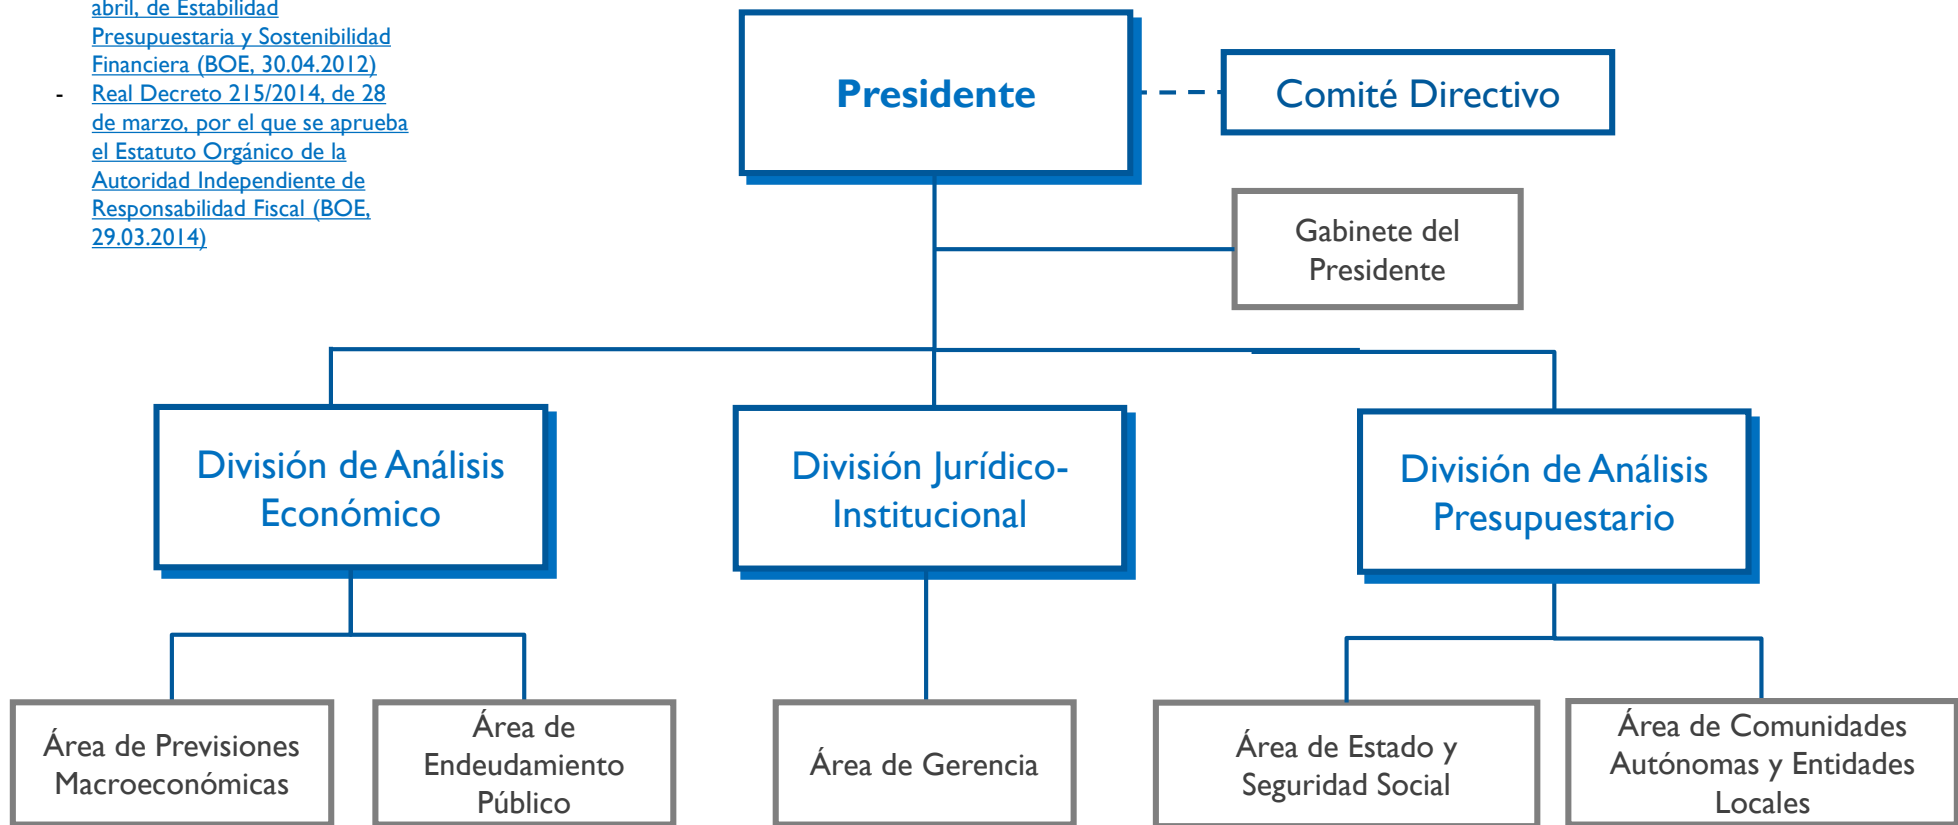 abril, de Estabilidad
Presupuestaria y Sostenibilidad
Financiera (BOE, 30.04.2012)
- Real Decreto 215/2014, de 28
de marzo, por el que se aprueba
el Estatuto Orgánico de la
Autoridad Independiente de
Responsabilidad Fiscal (BOE,
29.03.2014)
Presidente
Comité Directivo
Gabinete del
Presidente
División de Análisis
Económico
División Jurídico-
Institucional
División de Análisis
Presupuestario
Área de Previsiones
Macroeconómicas
Área de
Endeudamiento
Público
Área de Gerencia
Área de Estado y
Seguridad Social
Área de Comunidades
Autónomas y Entidades
Locales